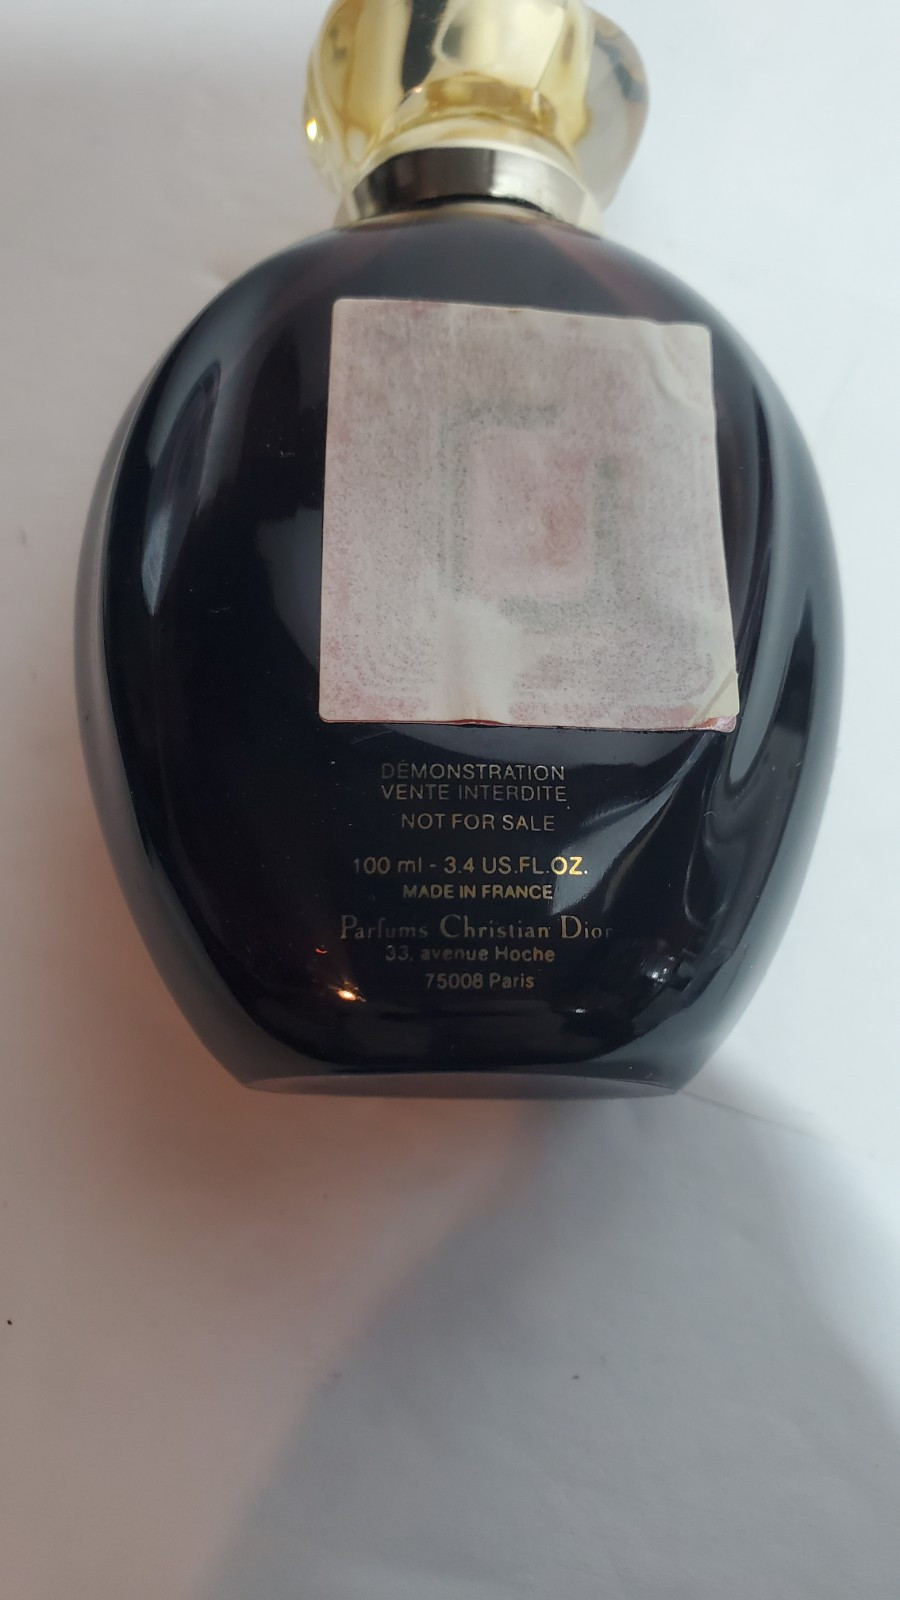 DÉMONSTRATION
VENTE INTERDITE
NOT FOR SALE
100 ml - 3.4 US.FL.OZ.
MADE IN FRANCE
Parfums Christian Dior
33, avenue Hoche
75008 Paris